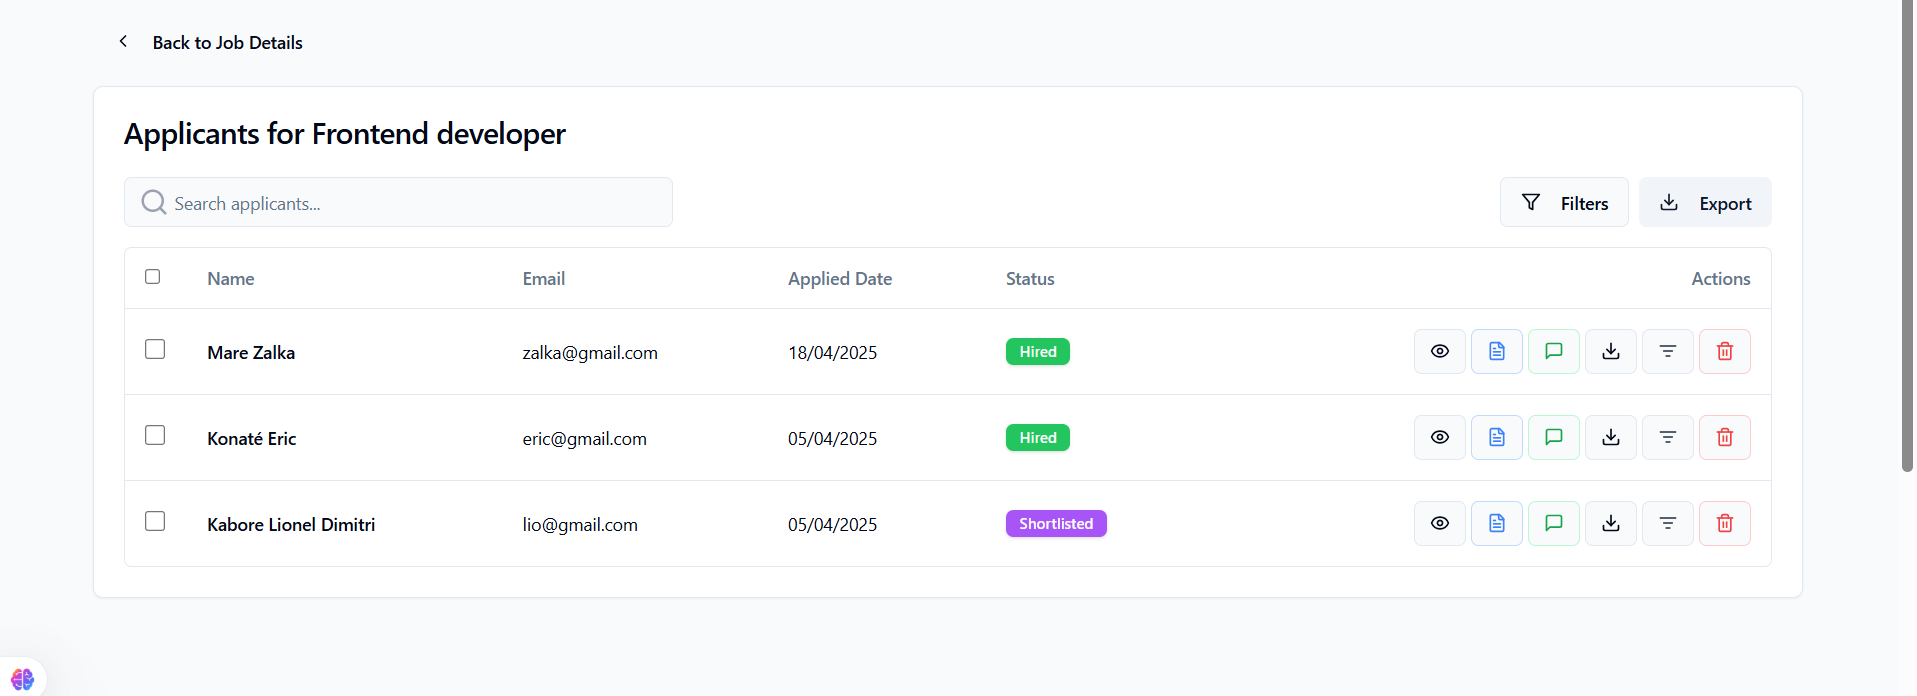 Back to Job Details
Applicants for Frontend developer
Search applicants...
Filters
Export
Name Email Applied Date Status Actions
Mare Zalka zalka@gmail.com 18/04/2025 Hired
Konaté Eric eric@gmail.com 05/04/2025 Hired
Kabore Lionel Dimitri lio@gmail.com 05/04/2025 Shortlisted